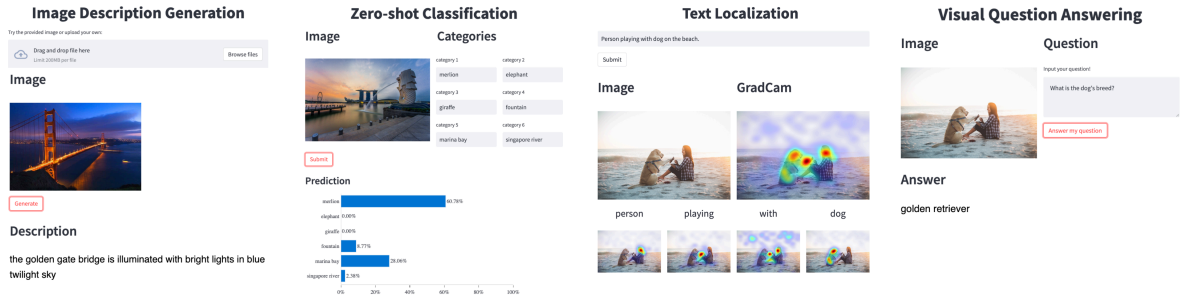 Image Description Generation
Try the provided image or upload your own:
Drag and drop file here
Limit 200MB per file
Browse files
Image
Generate
Description
the golden gate bridge is illuminated with bright lights in blue
twilight sky
Zero-shot Classification
Image
Categories
category 1
category 2
merlion
elephant
category 3
category 4
giraffe
fountain
category 5
category 6
marina bay
singapore river
Submit
Prediction
merlion 60.78%
elephant 0.00%
giraffe 0.00%
fountain 8.77%
marina bay 28.06%
singapore river 2.38%
0% 20% 40% 60% 80% 100%
Text Localization
Person playing with dog on the beach.
Submit
Image
GradCam
person playing with dog
Visual Question Answering
Image
Question
Input your question!
What is the dog's breed?
Answer my question
Answer
golden retriever